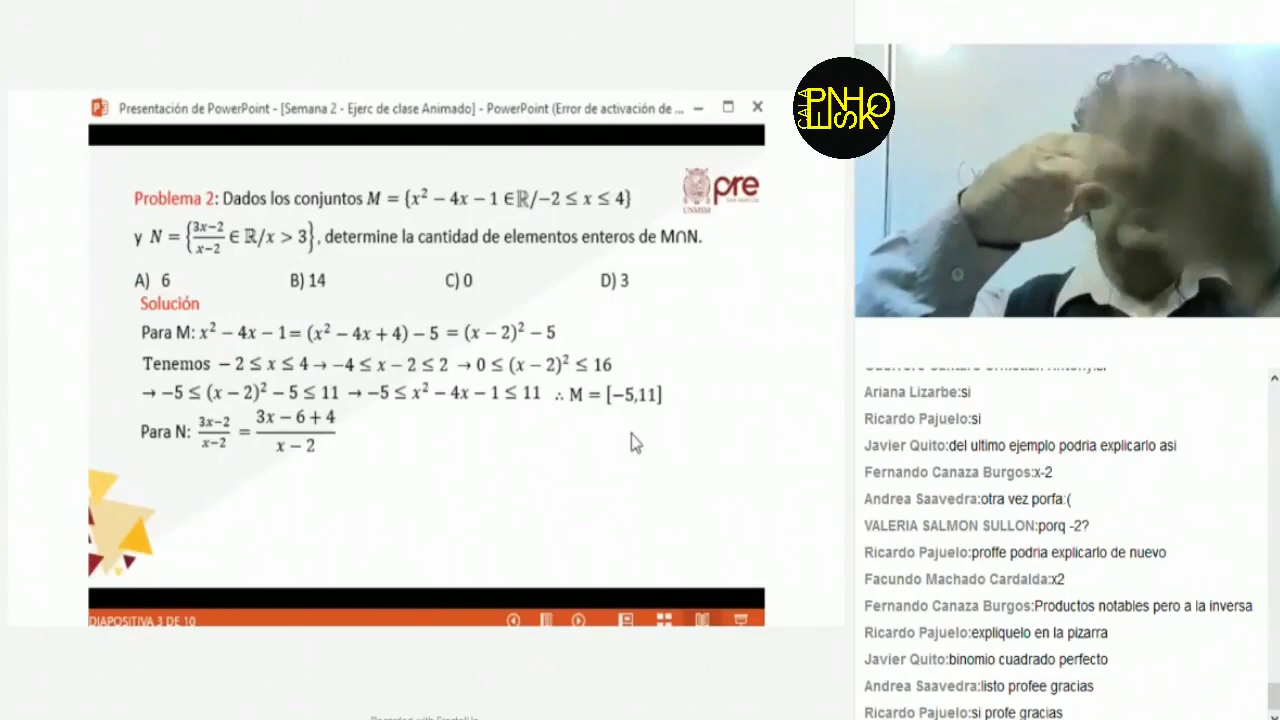 Presentación de PowerPoint - [Semana 2 - Ejerc de clase Animado] - PowerPoint (Error de activación de ...
CALA
PENHO
ESK
Problema 2: Dados los conjuntos M = {x² − 4x − 1 ∈ℝ/−2 ≤ x ≤ 4}
UNMSM
pre
SAN MARCOS
y N = {3x−2/x−2 ∈ ℝ/x > 3}, determine la cantidad de elementos enteros de M∩N.
A) 6 B) 14 C) 0 D) 3
Solución
Para M: x² − 4x − 1= (x² − 4x + 4) − 5 = (x − 2)² − 5
Tenemos − 2 ≤ x ≤ 4 → −4 ≤ x − 2 ≤ 2 → 0 ≤ (x − 2)² ≤ 16
→ −5 ≤ (x − 2)² − 5 ≤ 11 → −5 ≤ x² − 4x − 1 ≤ 11 ∴ M = [−5,11]
Para N: 3x−2/x−2 = 3x − 6 + 4/x − 2
DIAPOSITIVA 3 DE 10
Ariana Lizarbe:si
Ricardo Pajuelo:si
Javier Quito:del ultimo ejemplo podria explicarlo asi
Fernando Canaza Burgos:x-2
Andrea Saavedra:otra vez porfa:(
VALERIA SALMON SULLON:porq -2?
Ricardo Pajuelo:proffe podria explicarlo de nuevo
Facundo Machado Cardalda:x2
Fernando Canaza Burgos:Productos notables pero a la inversa
Ricardo Pajuelo:expliquelo en la pizarra
Javier Quito:binomio cuadrado perfecto
Andrea Saavedra:listo profee gracias
Ricardo Pajuelo:si profe gracias